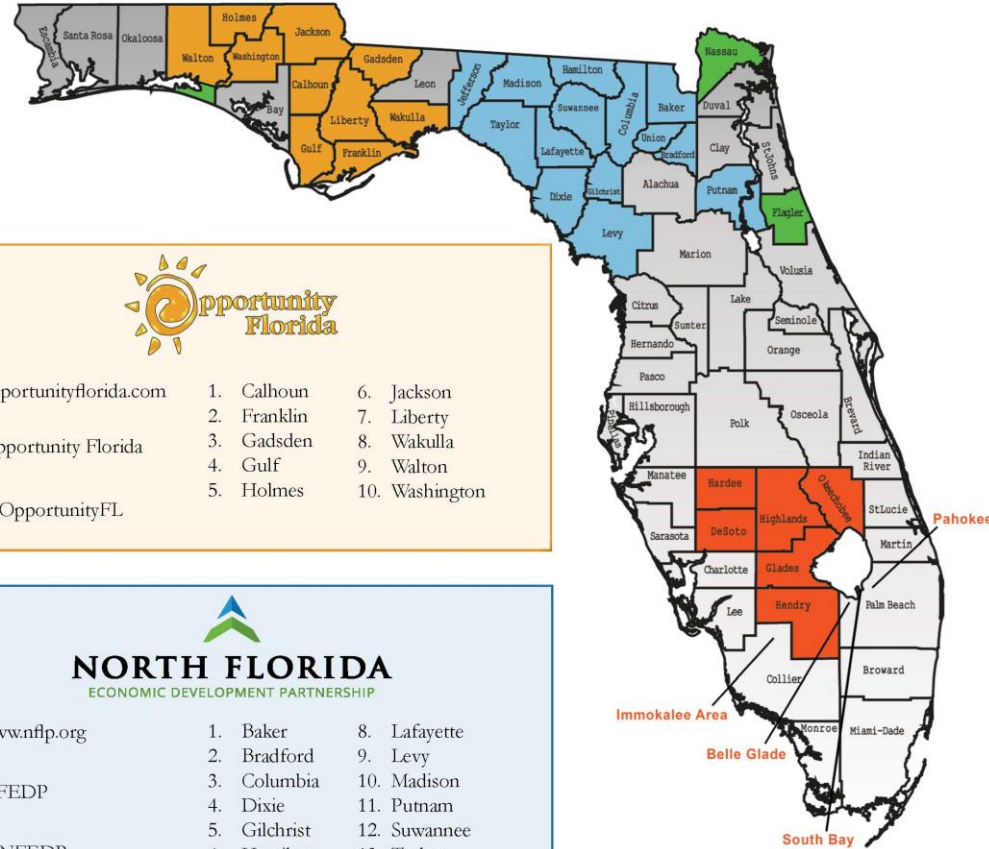 Escambia
Santa Rosa
Okaloosa
Walton
Holmes
Washington
Jackson
Bay
Calhoun
Gulf
Liberty
Franklin
Gadsden
Wakulla
Leon
Jefferson
Madison
Taylor
Hamilton
Suwannee
Lafayette
Dixie
Columbia
Gilchrist
Levy
Baker
Union
Bradford
Alachua
Nassau
Duval
Clay
StJohns
Putnam
Flagler
Marion
Volusia
Citrus
Sumter
Lake
Seminole
Hernando
Orange
Pasco
Hillsborough
Pinellas
Polk
Osceola
Brevard
Indian
River
Manatee
Hardee
Highlands
Okeechobee
StLucie
Sarasota
DeSoto
Martin
Charlotte
Glades
Lee
Hendry
Palm Beach
Collier
Broward
Monroe
Miami-Dade
Immokalee Area
Belle Glade
South Bay
Opportunity
Florida
portunityflorida.com
pportunity Florida
OpportunityFL
1. Calhoun
2. Franklin
3. Gadsden
4. Gulf
5. Holmes
6. Jackson
7. Liberty
8. Wakulla
9. Walton
10. Washington
NORTH FLORIDA
ECONOMIC DEVELOPMENT PARTNERSHIP
w.nflp.org
FEDP
1. Baker
2. Bradford
3. Columbia
4. Dixie
5. Gilchrist
8. Lafayette
9. Levy
10. Madison
11. Putnam
12. Suwannee
Pahokee